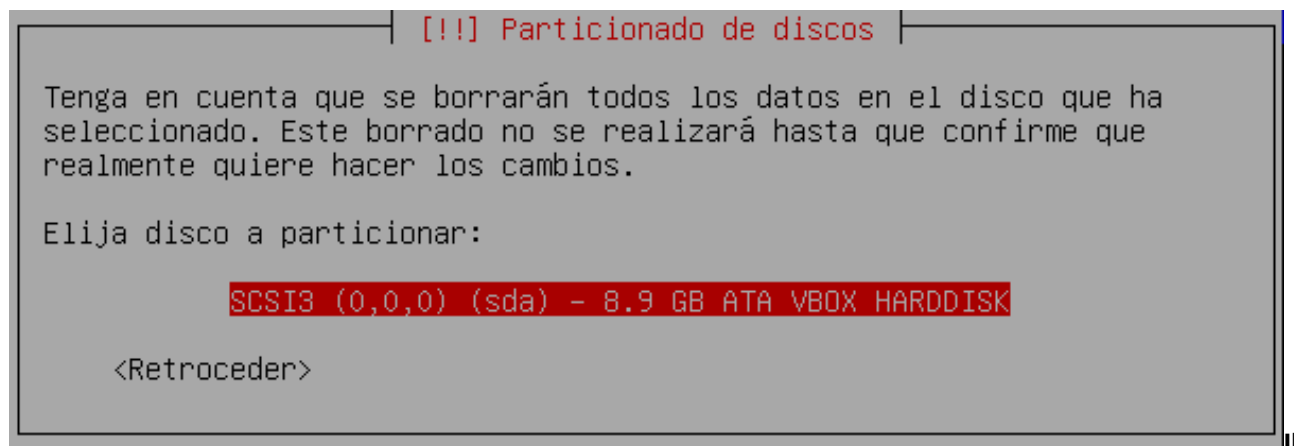 [!!] Particionado de discos
Tenga en cuenta que se borrarán todos los datos en el disco que ha
seleccionado. Este borrado no se realizará hasta que confirme que
realmente quiere hacer los cambios.
Elija disco a particionar:
SCSI3 (0,0,0) (sda) - 8.9 GB ATA VBOX HARDDISK
<Retroceder>